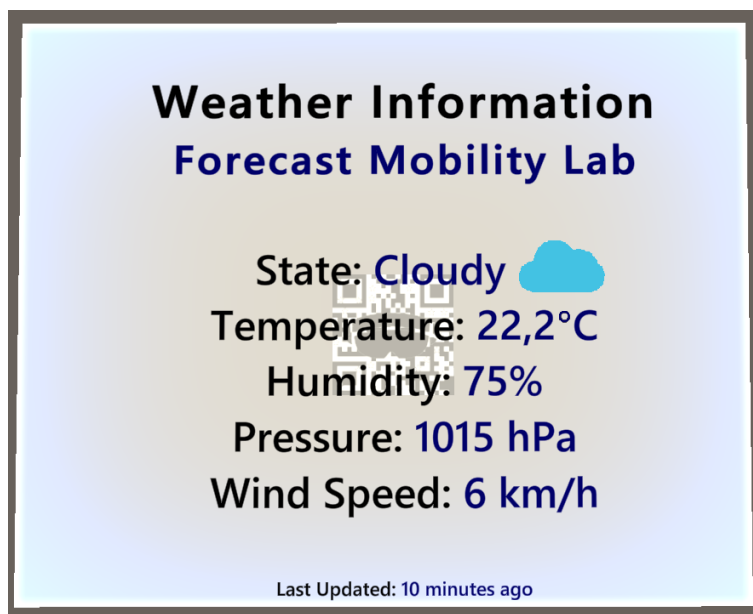 Weather Information
Forecast Mobility Lab
State: Cloudy
Temperature: 22,2°C
Humidity: 75%
Pressure: 1015 hPa
Wind Speed: 6 km/h
Last Updated: 10 minutes ago